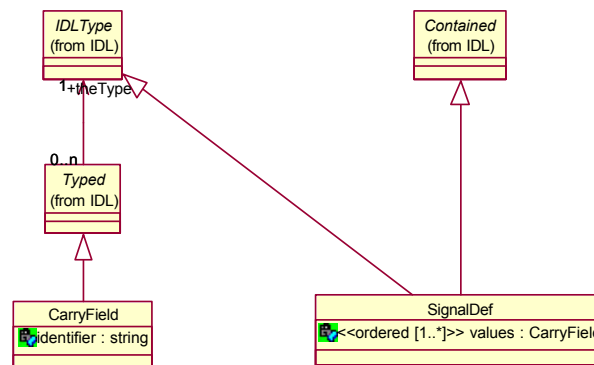 IDLType
(from IDL)
Contained
(from IDL)
1
+theType
0..n
Typed
(from IDL)
CarryField
identifier : string
SignalDef
<<ordered [1..*]>> values : CarryField